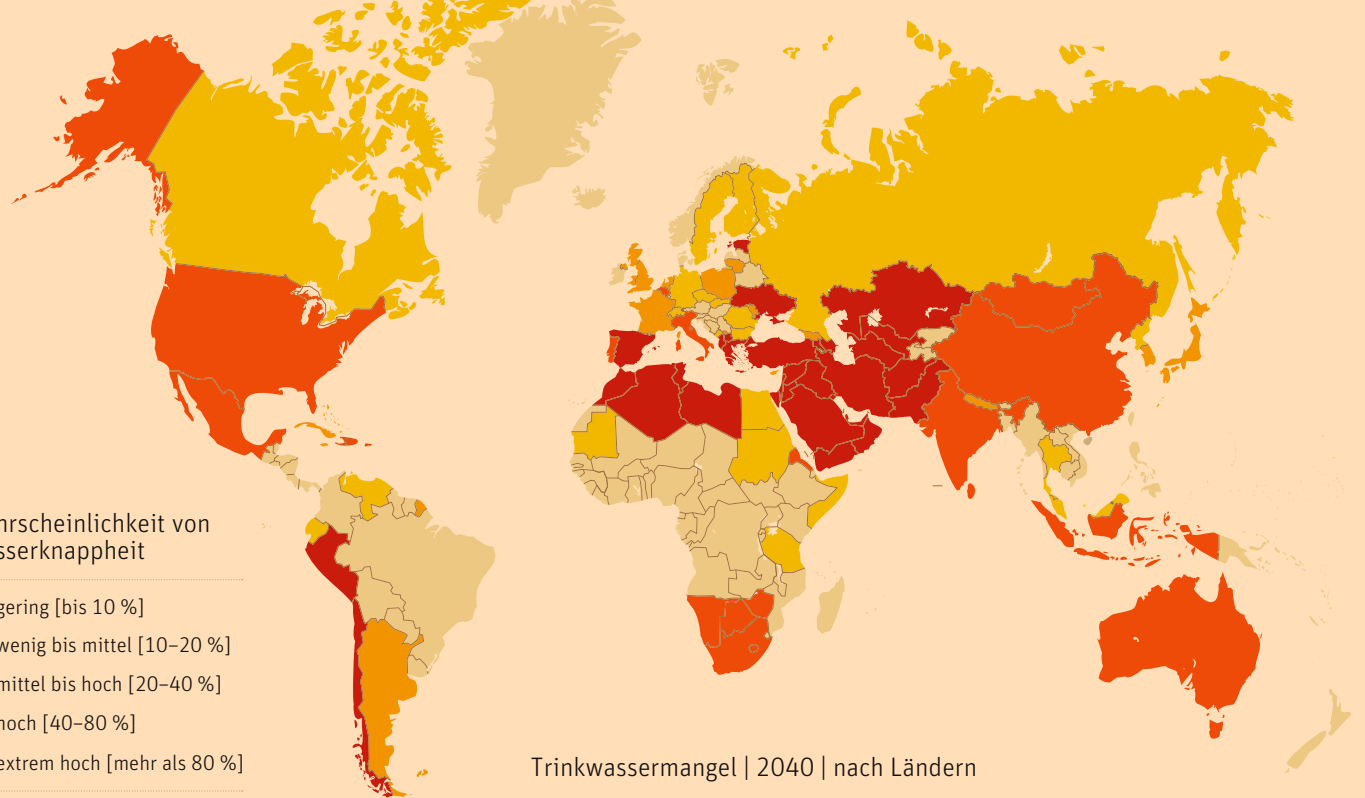 hrscheinlichkeit von
sserknappheit
gering [bis 10 %]
wenig bis mittel [10–20 %]
mittel bis hoch [20–40 %]
hoch [40–80 %]
extrem hoch [mehr als 80 %]
Trinkwassermangel | 2040 | nach Ländern